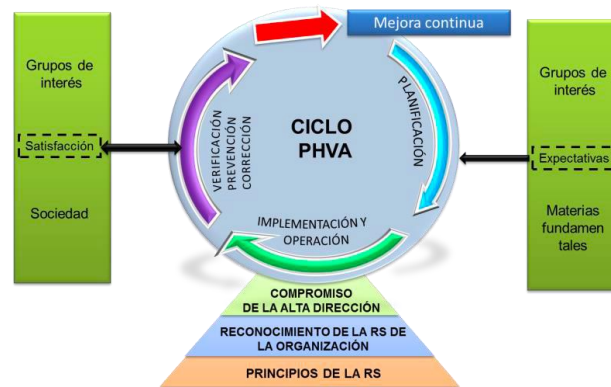 Mejora continua
Grupos de
interés
Satisfacción
Sociedad
CICLO
PHVA
PLANIFICACIÓN
VERIFICACIÓN
PREVENCIÓN
CORRECCIÓN
IMPLEMENTACIÓN Y
OPERACIÓN
Grupos de
interés
Expectativas
Materias
fundamen
tales
COMPROMISO
DE LA ALTA DIRECCIÓN
RECONOCIMIENTO DE LA RS DE
LA ORGANIZACIÓN
PRINCIPIOS DE LA RS